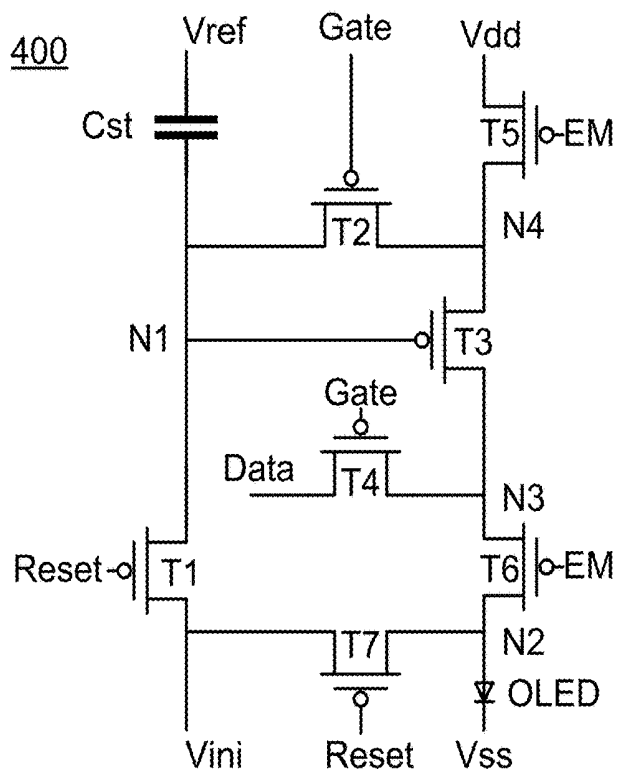 400
Vref
Gate
Vdd
Cst
T5
EM
T2
N4
N1
T3
Gate
Data
T4
N3
Reset
T1
T6
EM
T7
N2
OLED
Vini
Reset
Vss